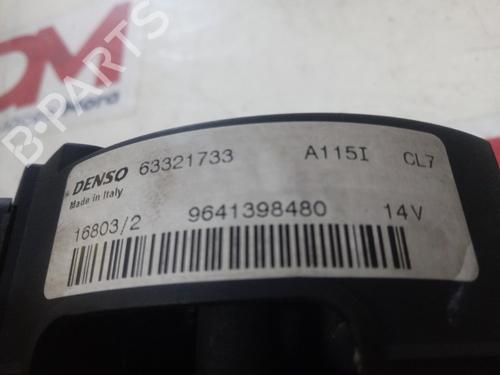 DENSO 63321733 A115I CL7
Made in Italy
16803/2 9641398480 14V
B-PARTS